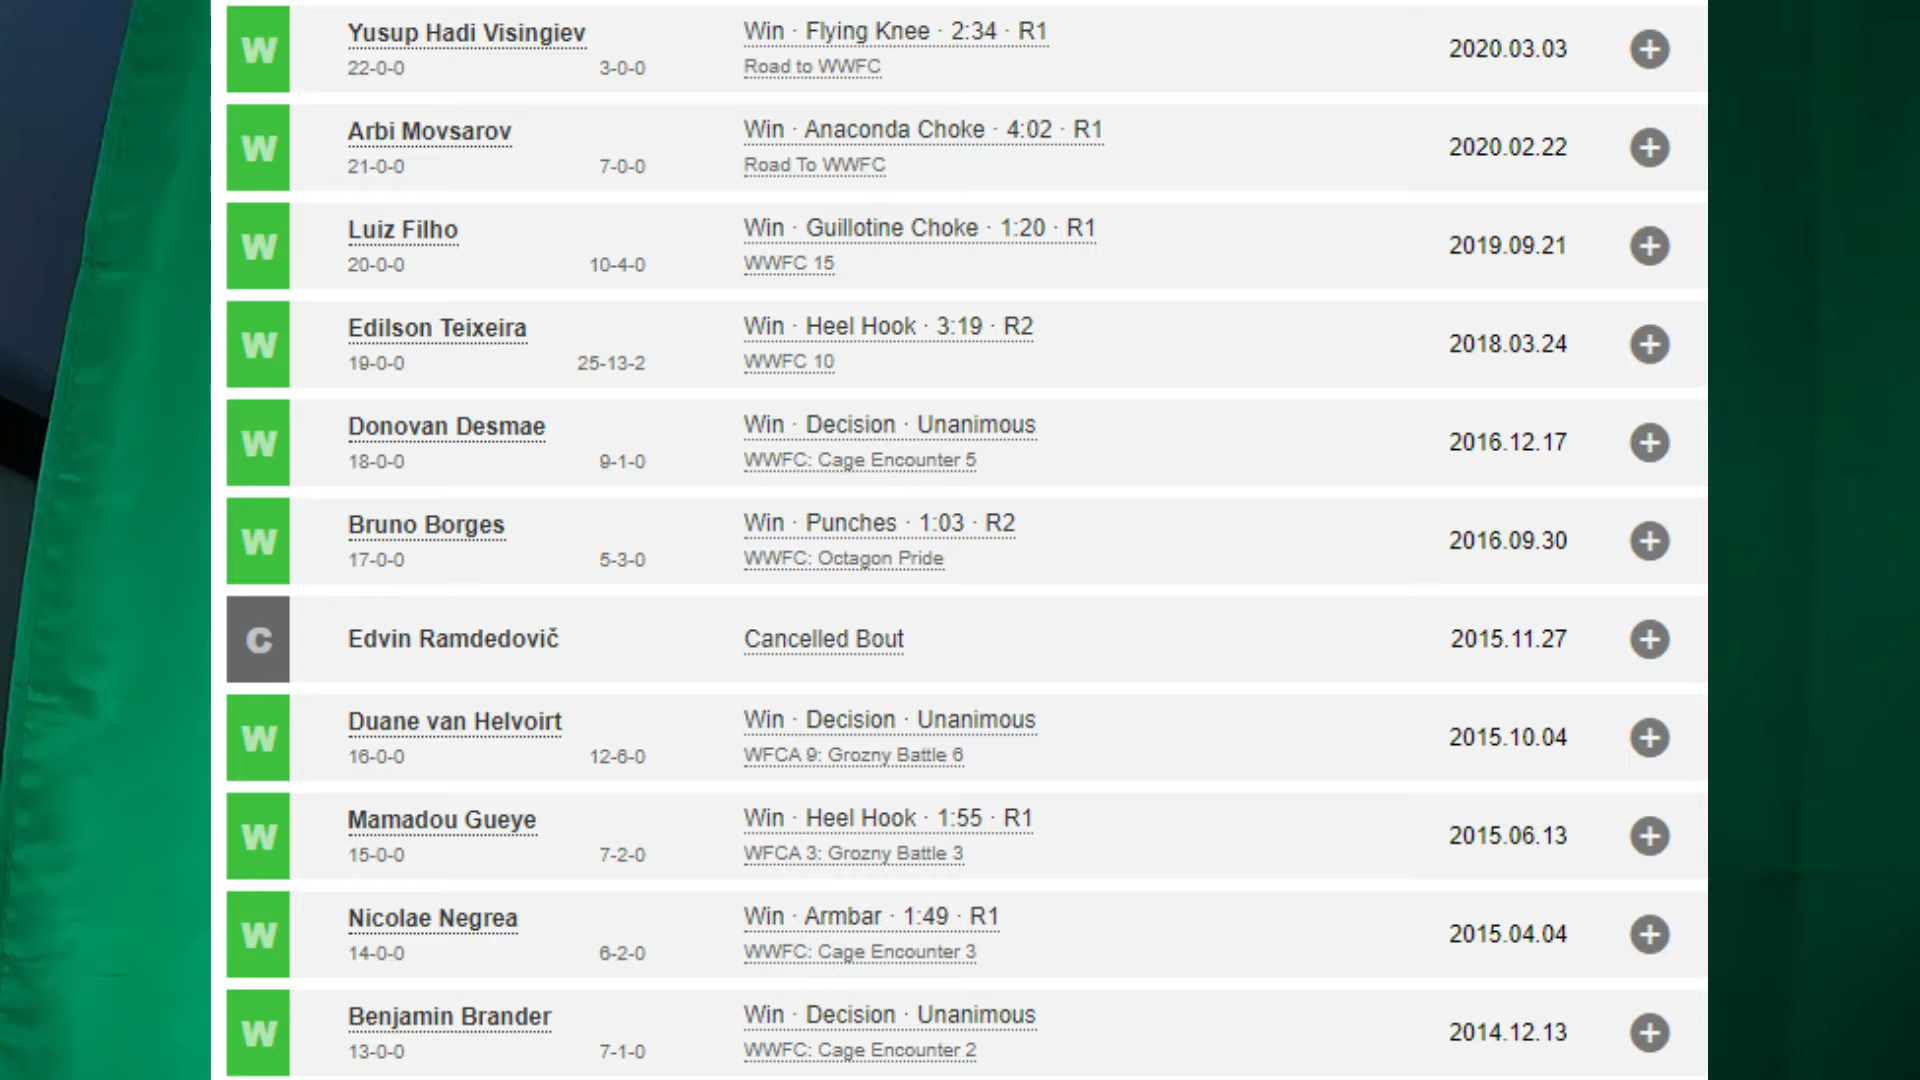 W
Yusup Hadi Visingiev
Win · Flying Knee · 2:34 · R1
2020.03.03
22-0-0
3-0-0
Road to WWFC
W
Arbi Movsarov
Win · Anaconda Choke · 4:02 · R1
2020.02.22
21-0-0
7-0-0
Road To WWFC
W
Luiz Filho
Win · Guillotine Choke · 1:20 · R1
2019.09.21
20-0-0
10-4-0
WWFC 15
W
Edilson Teixeira
Win · Heel Hook · 3:19 · R2
2018.03.24
19-0-0
25-13-2
WWFC 10
W
Donovan Desmae
Win · Decision · Unanimous
2016.12.17
18-0-0
9-1-0
WWFC: Cage Encounter 5
W
Bruno Borges
Win · Punches · 1:03 · R2
2016.09.30
17-0-0
5-3-0
WWFC: Octagon Pride
C
Edvin Ramdedovič
Cancelled Bout
2015.11.27
W
Duane van Helvoirt
Win · Decision · Unanimous
2015.10.04
16-0-0
12-6-0
WFCA 9: Grozny Battle 6
W
Mamadou Gueye
Win · Heel Hook · 1:55 · R1
2015.06.13
15-0-0
7-2-0
WFCA 3: Grozny Battle 3
W
Nicolae Negrea
Win · Armbar · 1:49 · R1
2015.04.04
14-0-0
6-2-0
WWFC: Cage Encounter 3
W
Benjamin Brander
Win · Decision · Unanimous
2014.12.13
13-0-0
7-1-0
WWFC: Cage Encounter 2